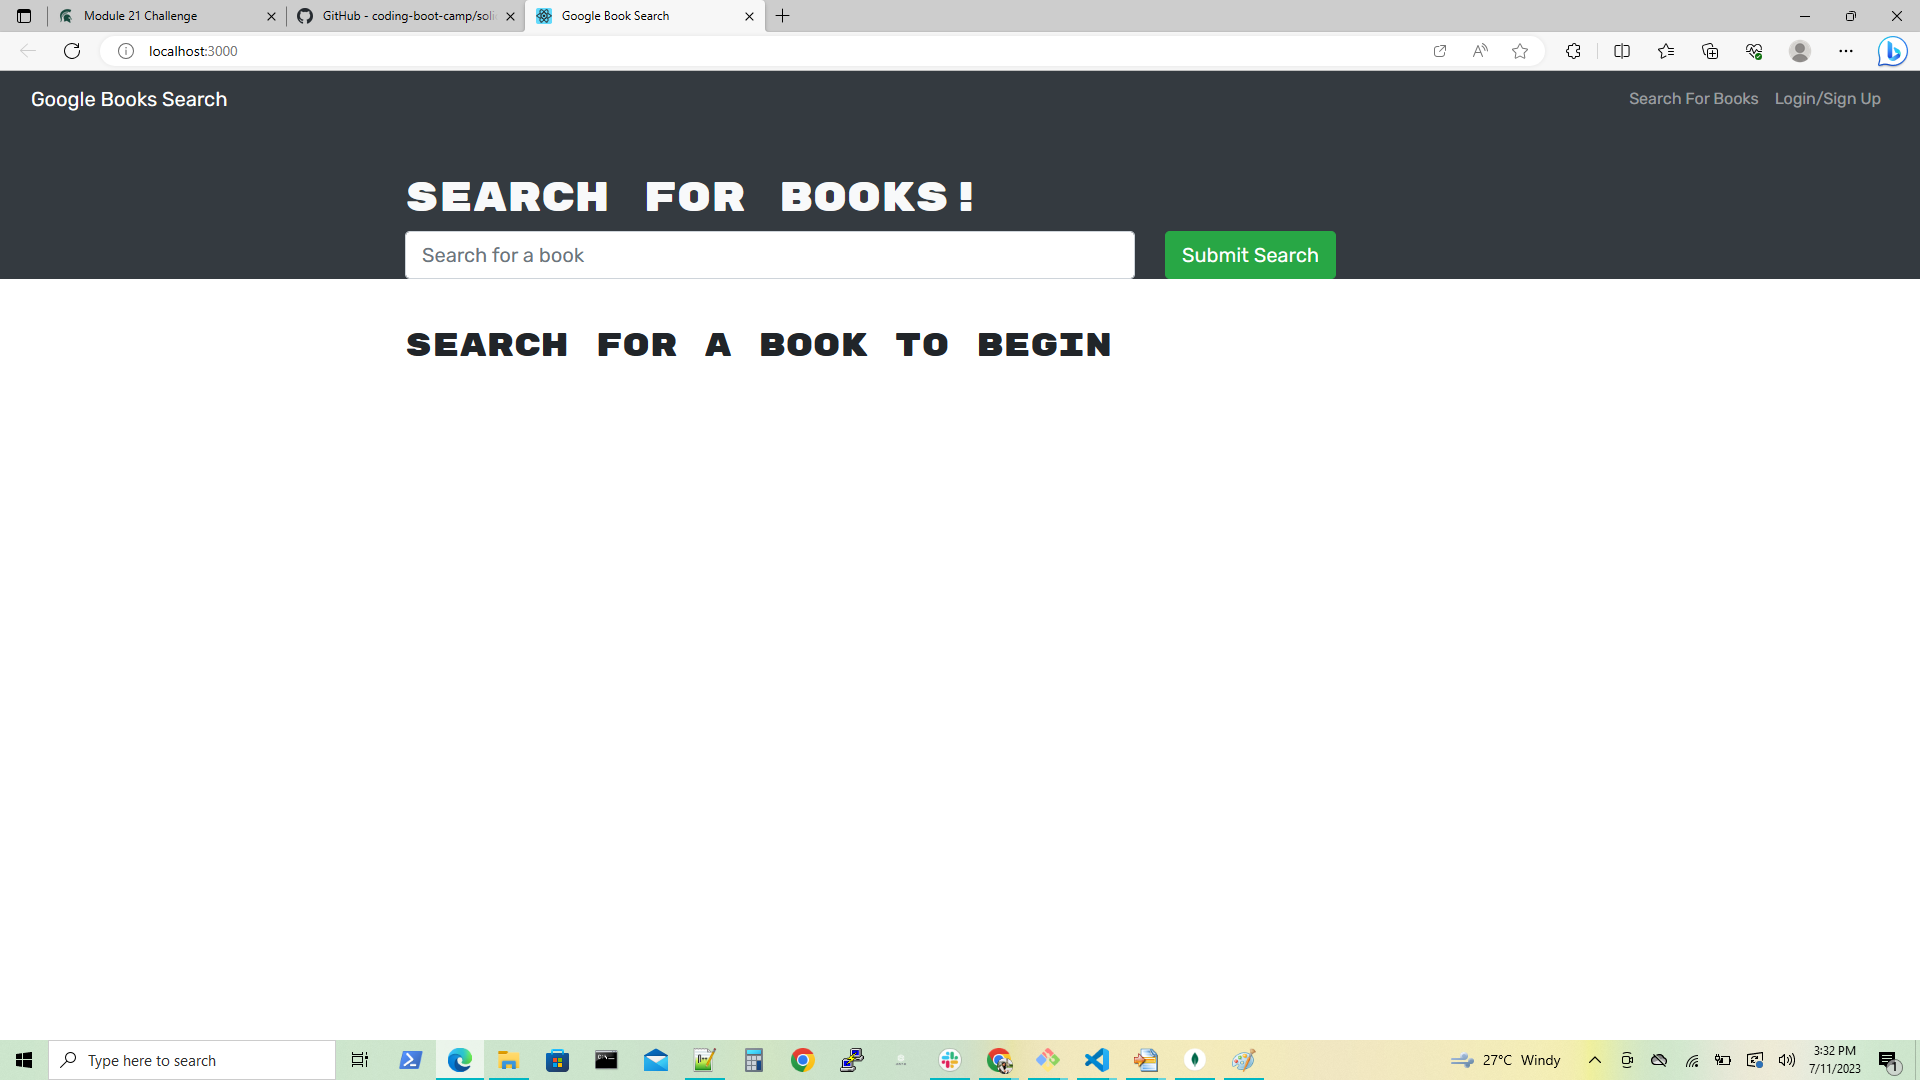 Module 21 Challenge
GitHub - coding-boot-camp/soli
Google Book Search
localhost:3000
Google Books Search
Search For Books
Login/Sign Up
SEARCH FOR BOOKS!
Search for a book
Submit Search
SEARCH FOR A BOOK TO BEGIN
Type here to search
27°C Windy
3:32 PM
7/11/2023
1